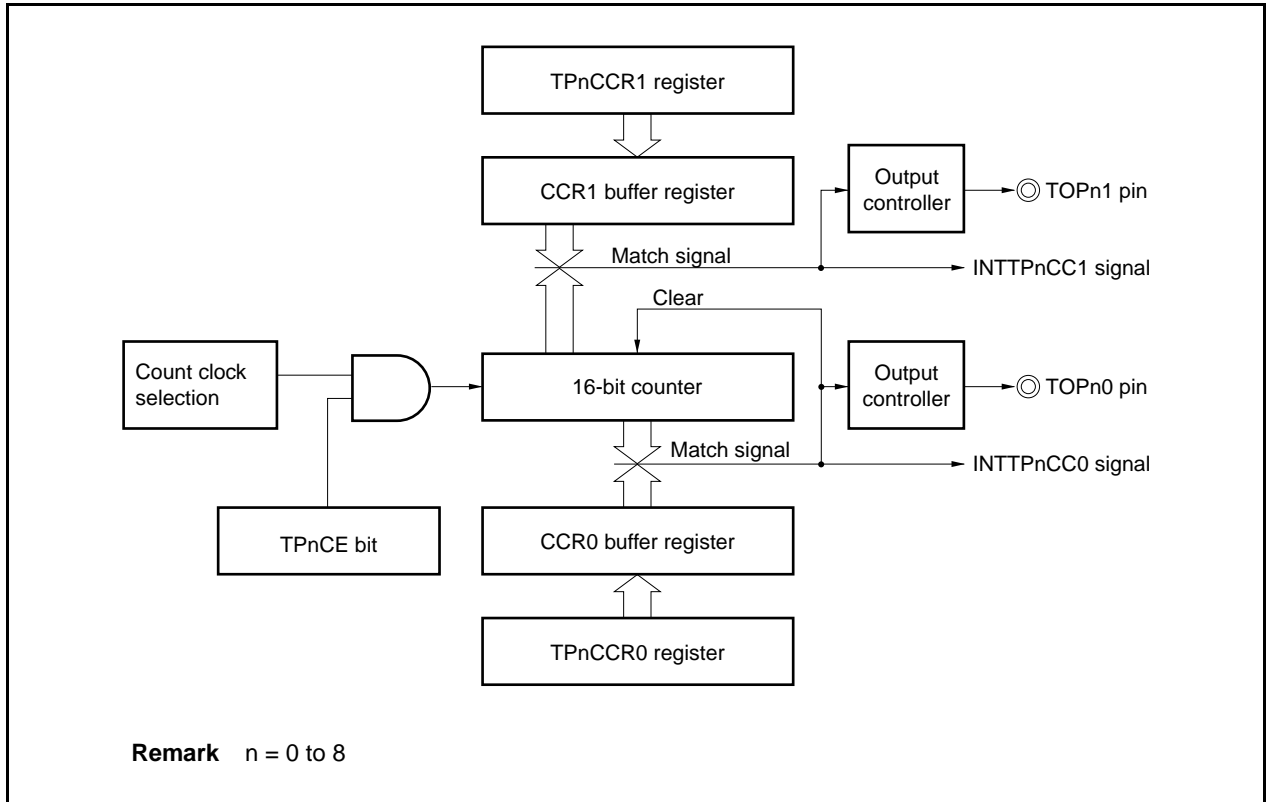 TPnCCR1 register
CCR1 buffer register
Output
controller
TOPn1 pin
Match signal
INTTPnCC1 signal
Clear
Count clock
selection
16-bit counter
Output
controller
TOPn0 pin
Match signal
INTTPnCC0 signal
TPnCE bit
CCR0 buffer register
TPnCCR0 register
Remark n = 0 to 8